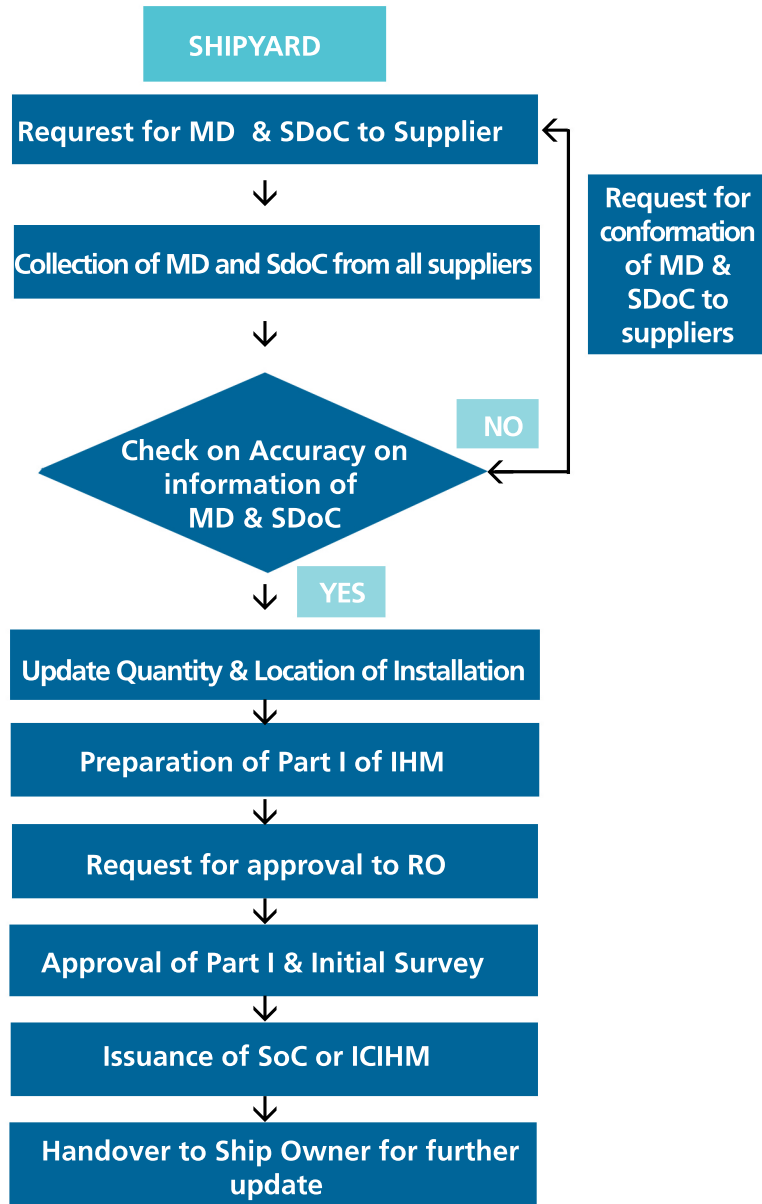 SHIPYARD
Requrest for MD & SDoC to Supplier
Request for
conformation
of MD &
SDoC to
suppliers
Collection of MD and SdoC from all suppliers
NO
Check on Accuracy on
information of
MD & SDoC
YES
Update Quantity & Location of Installation
Preparation of Part I of IHM
Request for approval to RO
Approval of Part I & Initial Survey
Issuance of SoC or ICIHM
Handover to Ship Owner for further
update